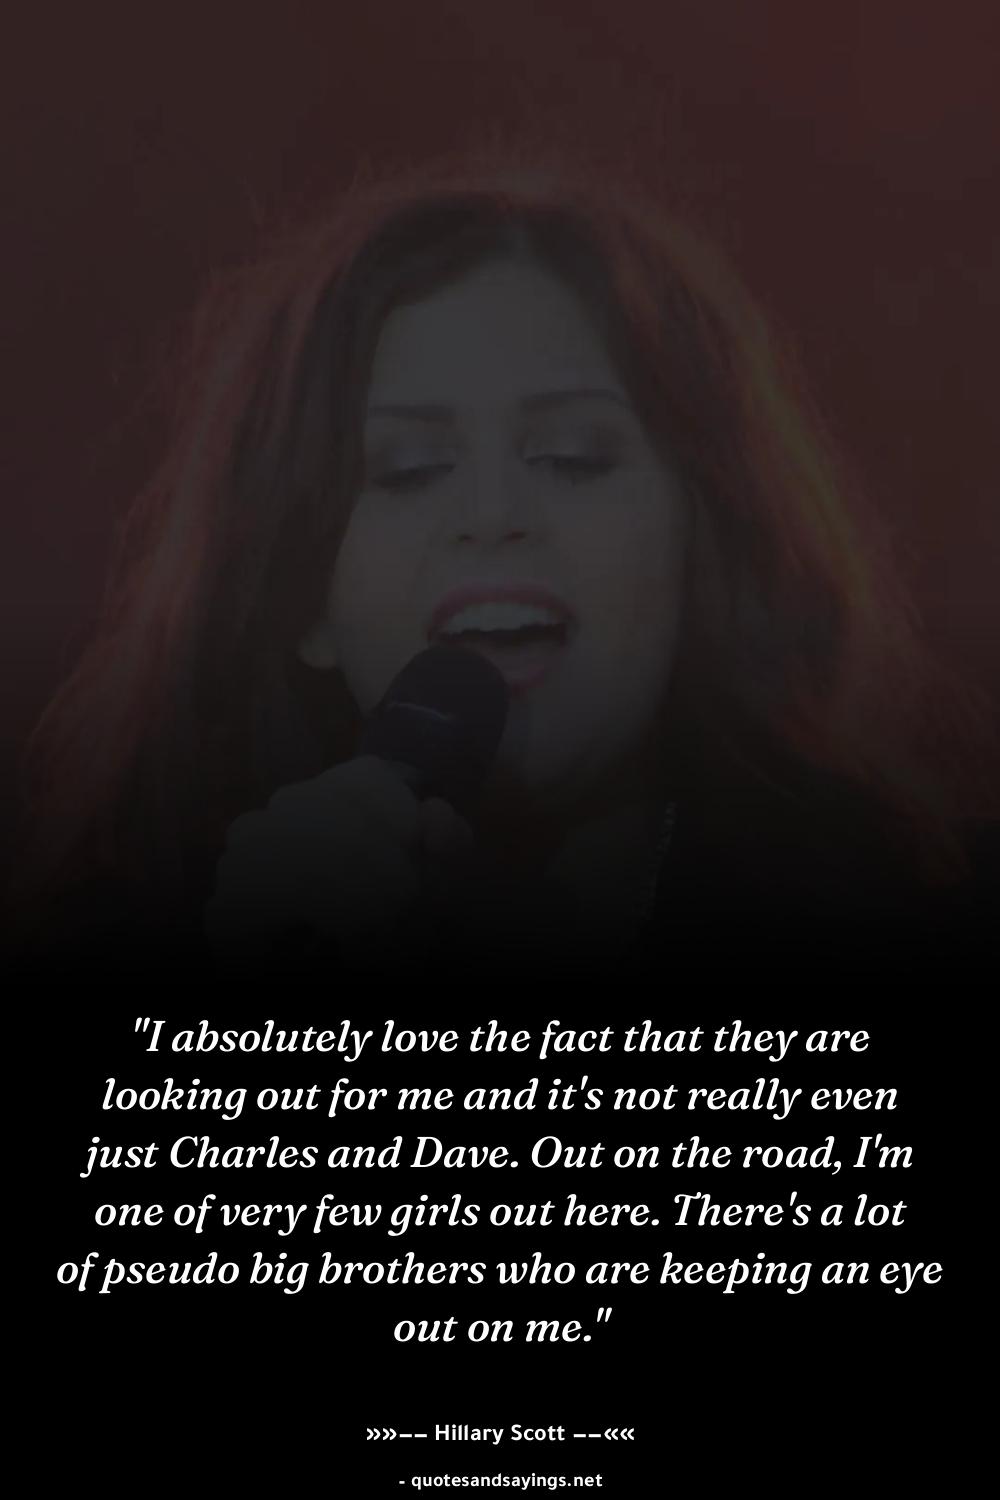 "I absolutely love the fact that they are
looking out for me and it's not really even
just Charles and Dave. Out on the road, I'm
one of very few girls out here. There's a lot
of pseudo big brothers who are keeping an eye
out on me."
»»−− Hillary Scott −−««
- quotesandsayings.net